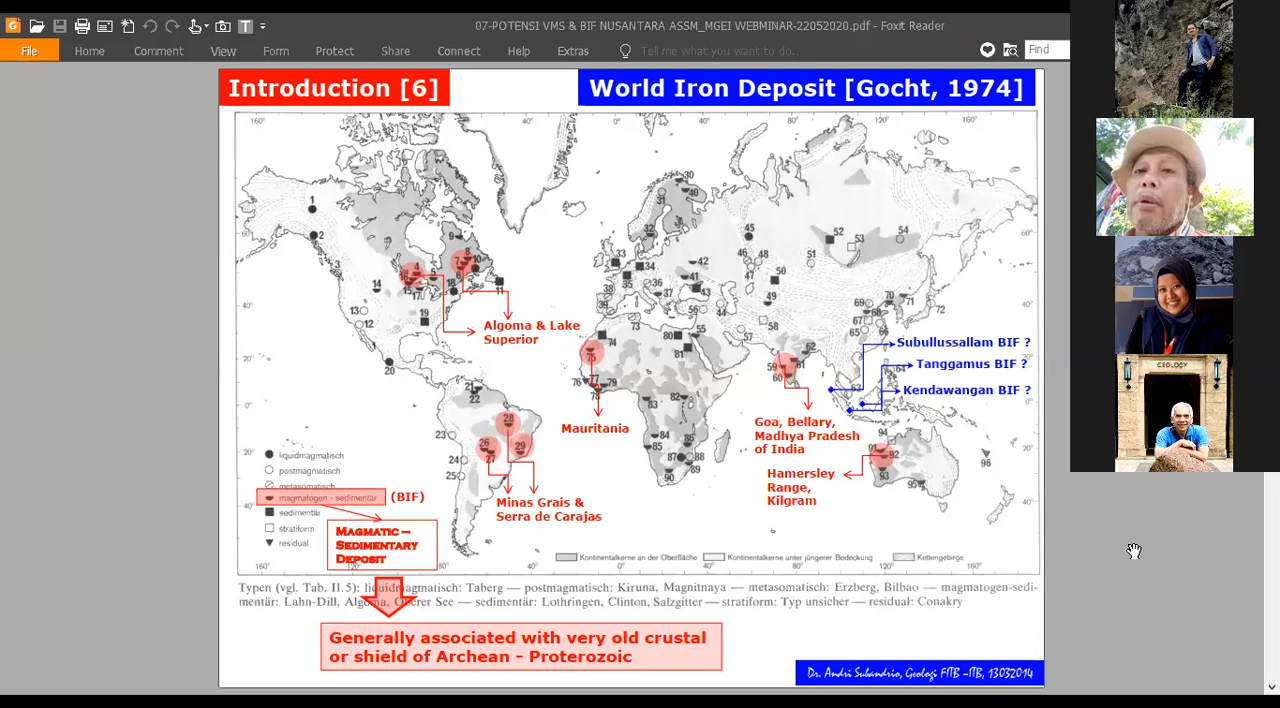 07-POTENSI VMS & BIF NUSANTARA ASSM_MGEI WEBMINAR-22052020.pdf - Foxit Reader
File Home Comment View Form Protect Share Connect Help Extras Tell me what you want to do.. Find
Introduction [6]
World Iron Deposit [Gocht, 1974]
Algoma & Lake
Superior
Mauritania
Minas Grais &
Serra de Carajas
Goa, Bellary,
Madhya Pradesh
of India
Hamersley
Range,
Kilgram
Subullussallam BIF ?
Tanggamus BIF ?
Kendawangan BIF ?
liquidmagmatisch
postmagmatisch
metasomatisch
magmatogen - sedimentär (BIF)
sedimentär
stratiform
residual
Magmatic –
Sedimentary
Deposit
Kontinentalkerne an der Obelfläche Kontinentalkerne unter jüngerer Bedeckung Kettengebirge
Typen (vgl. Tab. II.5): liquidmagmatisch: Taberg — postmagmatisch: Kiruna, Magnitnaya — metasomatisch: Erzberg, Bilbao — magmatogen-sedi-
mentär: Lahn-Dill, Algoma, Oberer See — sedimentär: Lothringen, Clinton, Salzgitter — stratiform: Typ unsicher — residual: Conakry
Generally associated with very old crustal
or shield of Archean – Proterozoic
Dr. Andri Subandrio, Geologi FITB -ITB, 13032014
GEOLOGY